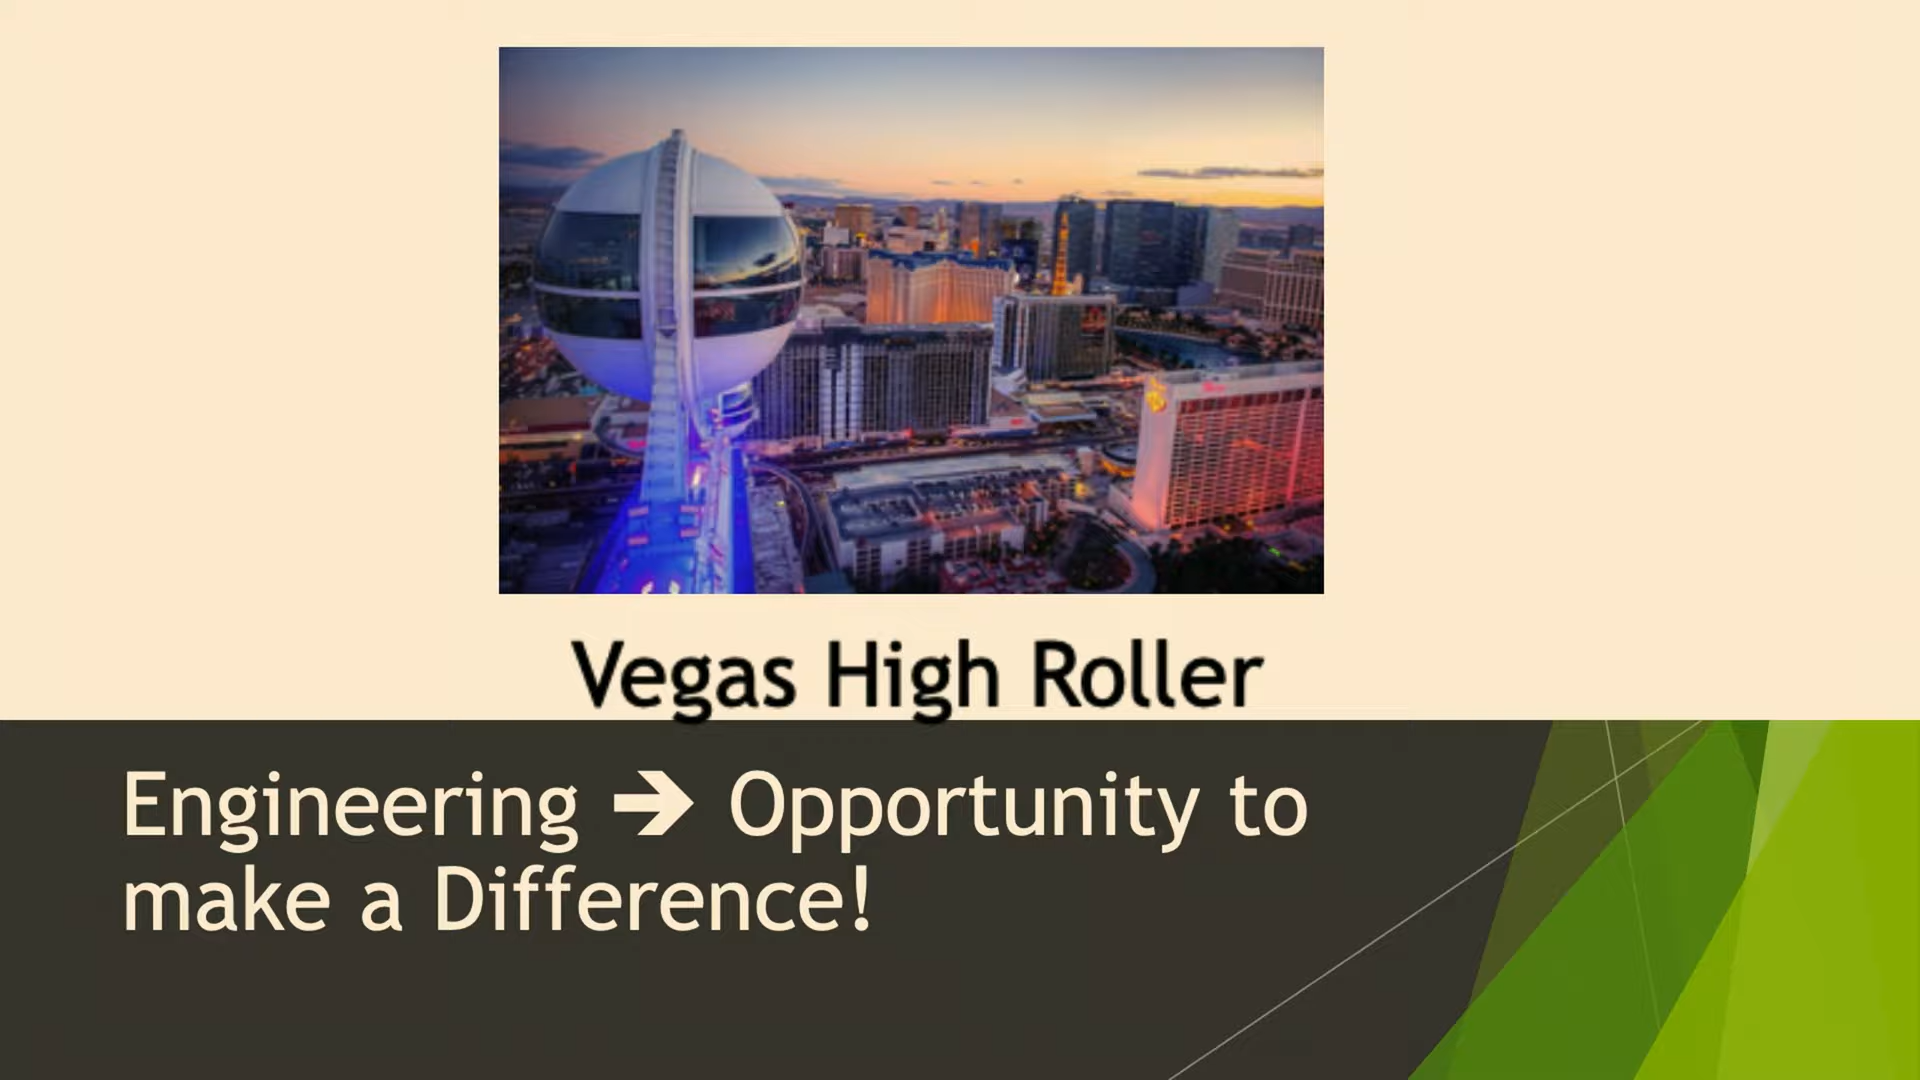 Vegas High Roller
Engineering ➔ Opportunity to
make a Difference!